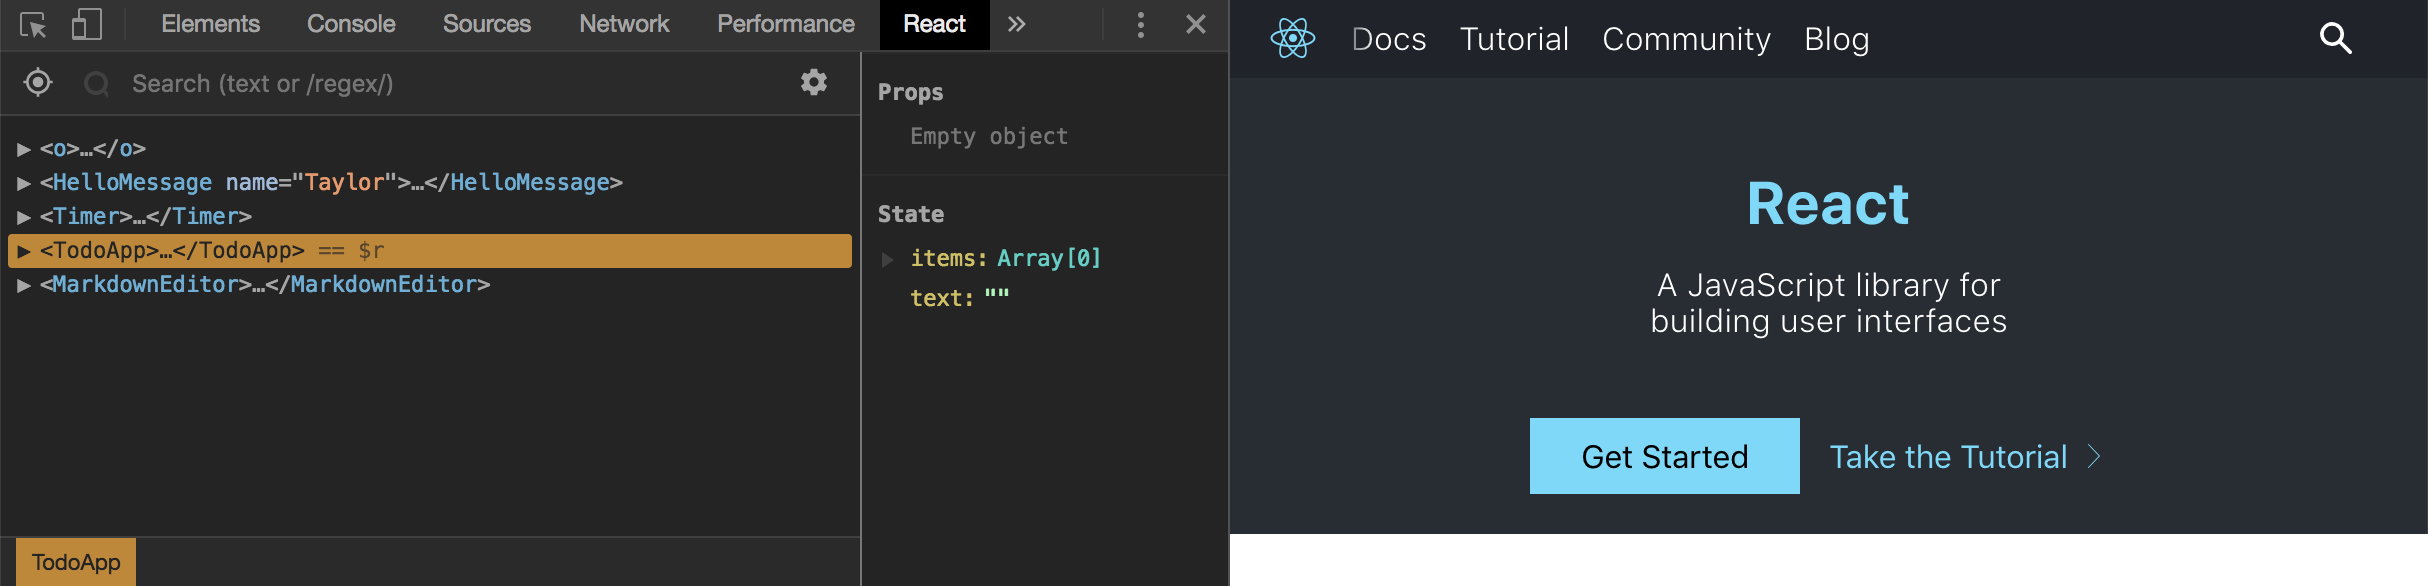 Elements Console Sources Network Performance React »
Search (text or /regex/)
▶ <o>…</o>
▶ <HelloMessage name="Taylor">…</HelloMessage>
▶ <Timer>…</Timer>
▶ <TodoApp>…</TodoApp> == $r
▶ <MarkdownEditor>…</MarkdownEditor>
TodoApp
Props
Empty object
State
▶ items: Array[0]
text: ""
Docs Tutorial Community Blog
React
A JavaScript library for
building user interfaces
Get Started Take the Tutorial